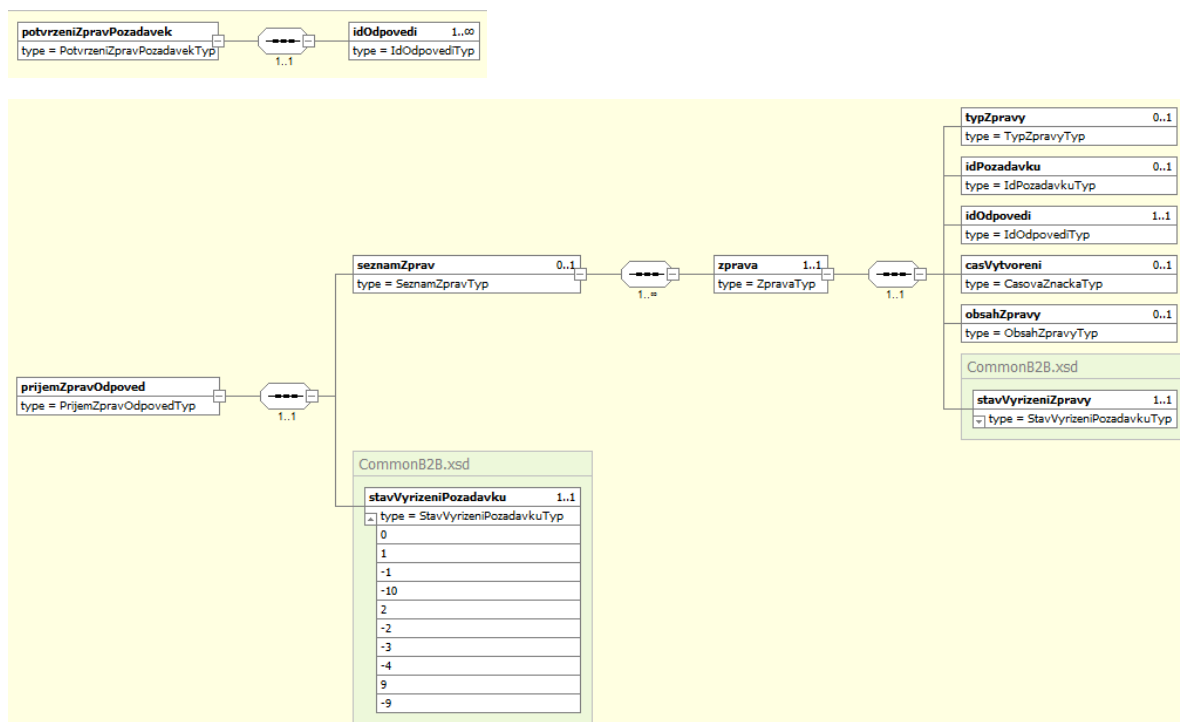 potvrzeniZpravPozadavek
type = PotvrzeniZpravPozadavekTyp
1..1
idOdpovedi 1..∞
type = IdOdpovediTyp
prijemZpravOdpoved
type = PrijemZpravOdpovedTyp
1..1
seznamZprav 0..1
type = SeznamZpravTyp
1..∞
zprava 1..1
type = ZpravaTyp
1..1
typZpravy 0..1
type = TypZpravyTyp
idPozadavku 0..1
type = IdPozadavkuTyp
idOdpovedi 1..1
type = IdOdpovediTyp
casVytvoreni 0..1
type = CasovaZnackaTyp
obsahZpravy 0..1
type = ObsahZpravyTyp
CommonB2B.xsd
stavVyrizeniZpravy 1..1
type = StavVyrizeniPozadavkuTyp
CommonB2B.xsd
stavVyrizeniPozadavku 1..1
type = StavVyrizeniPozadavkuTyp
0
1
-1
-10
2
-2
-3
-4
9
-9